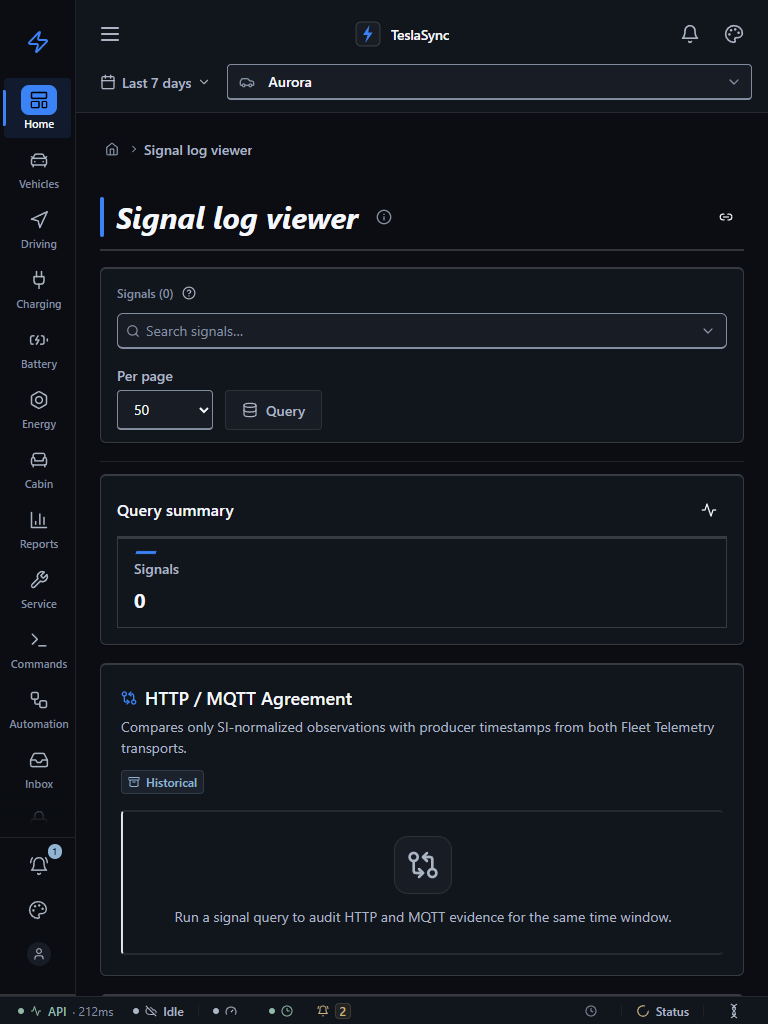 TeslaSync
Last 7 days
Aurora
Home
Vehicles
Driving
Charging
Battery
Energy
Cabin
Reports
Service
Commands
Automation
Inbox
1
Signal log viewer
Signal log viewer
Signals (0)
Search signals...
Per page
50
Query
Query summary
Signals
0
HTTP / MQTT Agreement
Compares only SI-normalized observations with producer timestamps from both Fleet Telemetry
transports.
Historical
Run a signal query to audit HTTP and MQTT evidence for the same time window.
API · 212ms
Idle
2
Status